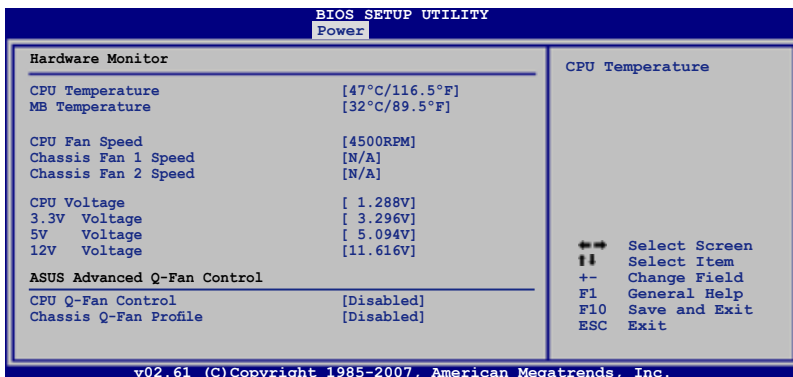 BIOS SETUP UTILITY
Power
Hardware Monitor
CPU Temperature [47°C/116.5°F]
MB Temperature [32°C/89.5°F]
CPU Fan Speed [4500RPM]
Chassis Fan 1 Speed [N/A]
Chassis Fan 2 Speed [N/A]
CPU Voltage [ 1.288V]
3.3V Voltage [ 3.296V]
5V Voltage [ 5.094V]
12V Voltage [11.616V]
ASUS Advanced Q-Fan Control
CPU Q-Fan Control [Disabled]
Chassis Q-Fan Profile [Disabled]
CPU Temperature
←→ Select Screen
↑↓ Select Item
+- Change Field
F1 General Help
F10 Save and Exit
ESC Exit
v02.61 (C)Copyright 1985-2007, American Megatrends, Inc.